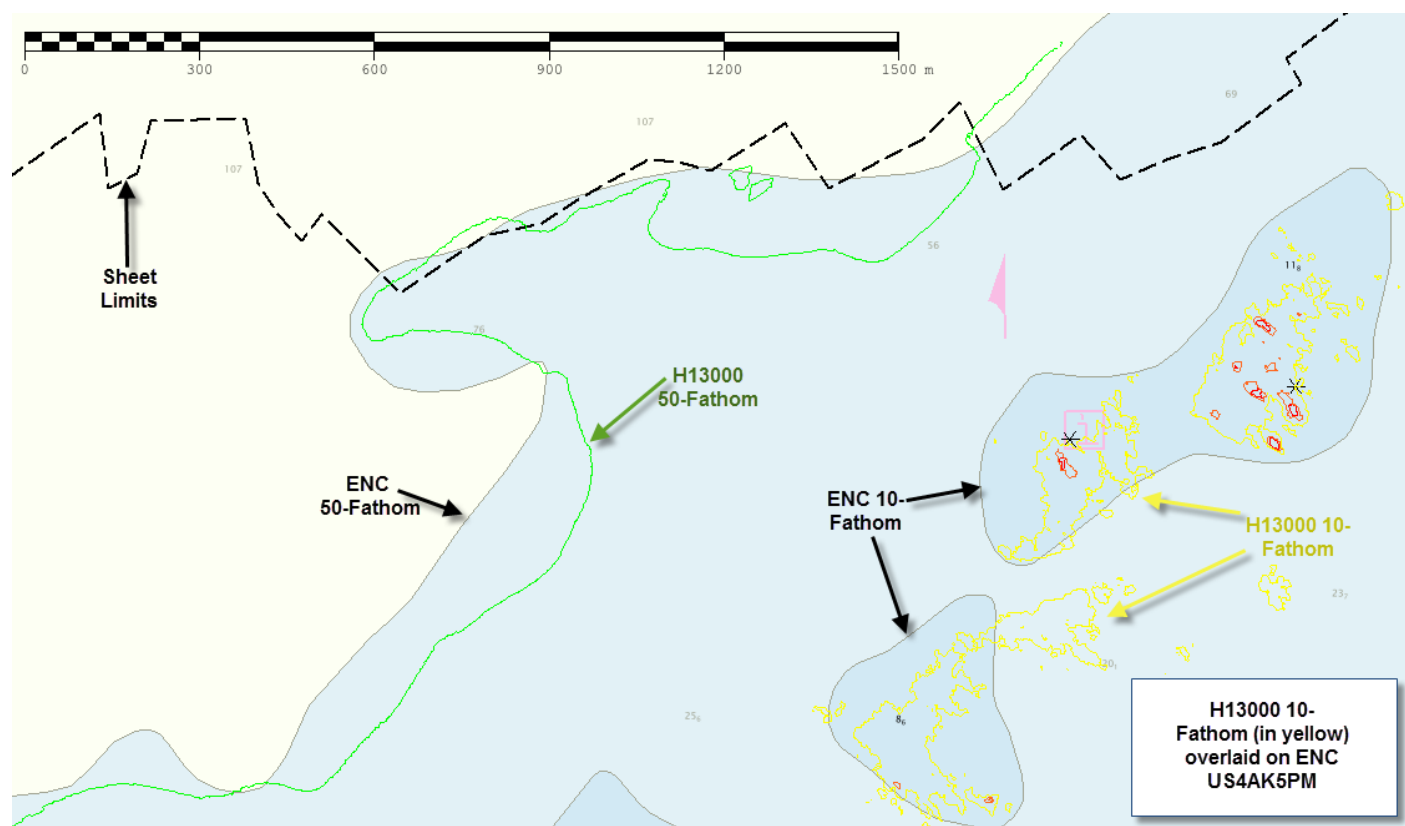 0 300 600 900 1200 1500 m
69
107
107
Sheet
Limits
56
11₈
76
H13000
50-Fathom
ENC
50-Fathom
ENC 10-
Fathom
H13000 10-
Fathom
23₇
20₁
25₆
8₆
H13000 10-
Fathom (in yellow)
overlaid on ENC
US4AK5PM